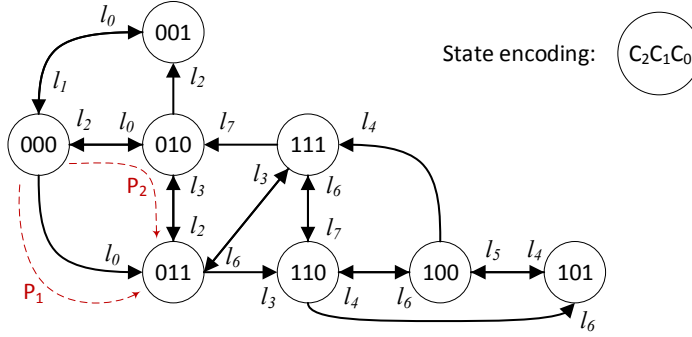 l₀
001
State encoding: C₂C₁C₀
l₁
l₂
l₂ l₀ l₇ l₄
000 010 111
P₂ l₃ l₃ l₆
l₂ l₇ l₅ l₄
l₀ l₆
011 110 100 101
P₁ l₃ l₄ l₆ l₆